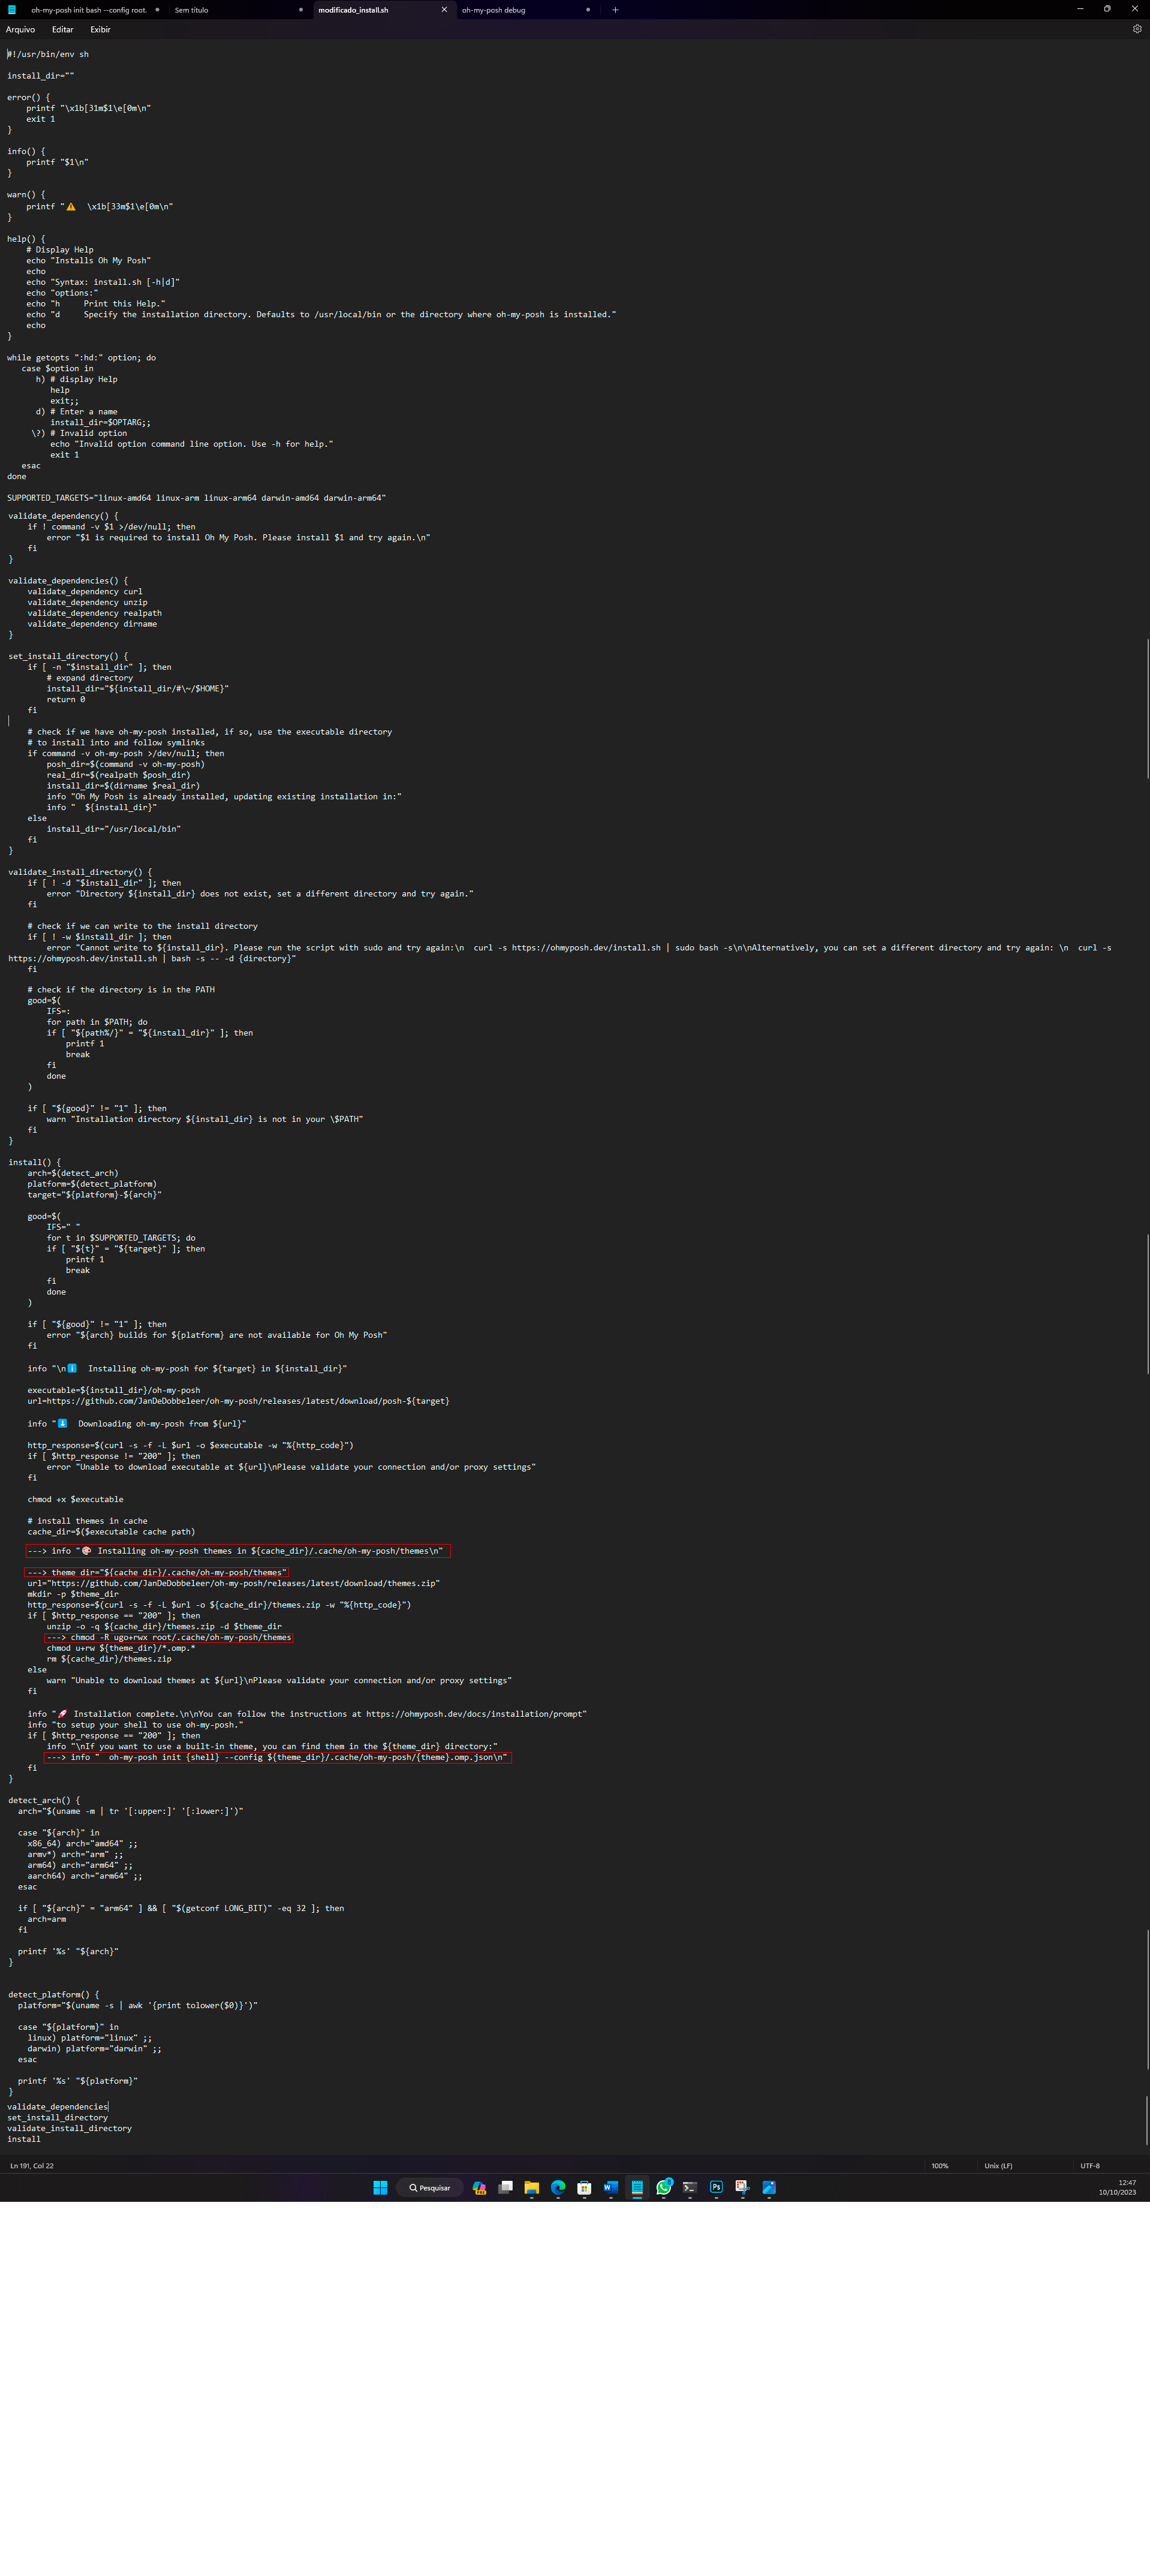 oh-my-posh init bash --config root.
Sem título
modificado_install.sh
oh-my-posh debug
Arquivo Editar Exibir
#!/usr/bin/env sh
install_dir=""
error() {
    printf "\x1b[31m$1\e[0m\n"
    exit 1
}
info() {
    printf "$1\n"
}
warn() {
    printf "⚠️  \x1b[33m$1\e[0m\n"
}
help() {
    # Display Help
    echo "Installs Oh My Posh"
    echo
    echo "Syntax: install.sh [-h|d]"
    echo "options:"
    echo "h     Print this Help."
    echo "d     Specify the installation directory. Defaults to /usr/local/bin or the directory where oh-my-posh is installed."
    echo
}
while getopts ":hd:" option; do
   case $option in
      h) # display Help
         help
         exit;;
      d) # Enter a name
         install_dir=$OPTARG;;
     \?) # Invalid option
         echo "Invalid option command line option. Use -h for help."
         exit 1
   esac
done
SUPPORTED_TARGETS="linux-amd64 linux-arm linux-arm64 darwin-amd64 darwin-arm64"
validate_dependency() {
    if ! command -v $1 >/dev/null; then
        error "$1 is required to install Oh My Posh. Please install $1 and try again.\n"
    fi
}
validate_dependencies() {
    validate_dependency curl
    validate_dependency unzip
    validate_dependency realpath
    validate_dependency dirname
}
set_install_directory() {
    if [ -n "$install_dir" ]; then
        # expand directory
        install_dir="${install_dir/#\~/$HOME}"
        return 0
    fi
    # check if we have oh-my-posh installed, if so, use the executable directory
    # to install into and follow symlinks
    if command -v oh-my-posh >/dev/null; then
        posh_dir=$(command -v oh-my-posh)
        real_dir=$(realpath $posh_dir)
        install_dir=$(dirname $real_dir)
        info "Oh My Posh is already installed, updating existing installation in:"
        info "  ${install_dir}"
    else
        install_dir="/usr/local/bin"
    fi
}
validate_install_directory() {
    if [ ! -d "$install_dir" ]; then
        error "Directory ${install_dir} does not exist, set a different directory and try again."
    fi
    # check if we can write to the install directory
    if [ ! -w $install_dir ]; then
        error "Cannot write to ${install_dir}. Please run the script with sudo and try again:\n  curl -s https://ohmyposh.dev/install.sh | sudo bash -s\n\nAlternatively, you can set a different directory and try again: \n  curl -s
https://ohmyposh.dev/install.sh | bash -s -- -d {directory}"
    fi
    # check if the directory is in the PATH
    good=$(
        IFS=:
        for path in $PATH; do
        if [ "${path%/}" = "${install_dir}" ]; then
            printf 1
            break
        fi
        done
    )
    if [ "${good}" != "1" ]; then
        warn "Installation directory ${install_dir} is not in your \$PATH"
    fi
}
install() {
    arch=$(detect_arch)
    platform=$(detect_platform)
    target="${platform}-${arch}"
    good=$(
        IFS=" "
        for t in $SUPPORTED_TARGETS; do
        if [ "${t}" = "${target}" ]; then
            printf 1
            break
        fi
        done
    )
    if [ "${good}" != "1" ]; then
        error "${arch} builds for ${platform} are not available for Oh My Posh"
    fi
    info "\nℹ️  Installing oh-my-posh for ${target} in ${install_dir}"
    executable=${install_dir}/oh-my-posh
    url=https://github.com/JanDeDobbeleer/oh-my-posh/releases/latest/download/posh-${target}
    info "⬇️  Downloading oh-my-posh from ${url}"
    http_response=$(curl -s -f -L $url -o $executable -w "%{http_code}")
    if [ $http_response != "200" ]; then
        error "Unable to download executable at ${url}\nPlease validate your connection and/or proxy settings"
    fi
    chmod +x $executable
    # install themes in cache
    cache_dir=$($executable cache path)
    ---> info "🎨 Installing oh-my-posh themes in ${cache_dir}/.cache/oh-my-posh/themes\n"
    ---> theme_dir="${cache_dir}/.cache/oh-my-posh/themes"
    url="https://github.com/JanDeDobbeleer/oh-my-posh/releases/latest/download/themes.zip"
    mkdir -p $theme_dir
    http_response=$(curl -s -f -L $url -o ${cache_dir}/themes.zip -w "%{http_code}")
    if [ $http_response == "200" ]; then
        unzip -o -q ${cache_dir}/themes.zip -d $theme_dir
        ---> chmod -R ugo+rwx root/.cache/oh-my-posh/themes
        chmod u+rw ${theme_dir}/*.omp.*
        rm ${cache_dir}/themes.zip
    else
        warn "Unable to download themes at ${url}\nPlease validate your connection and/or proxy settings"
    fi
    info "🚀 Installation complete.\n\nYou can follow the instructions at https://ohmyposh.dev/docs/installation/prompt"
    info "to setup your shell to use oh-my-posh."
    if [ $http_response == "200" ]; then
        info "\nIf you want to use a built-in theme, you can find them in the ${theme_dir} directory:"
        ---> info "  oh-my-posh init {shell} --config ${theme_dir}/.cache/oh-my-posh/{theme}.omp.json\n"
    fi
}
detect_arch() {
  arch="$(uname -m | tr '[:upper:]' '[:lower:]')"
  case "${arch}" in
    x86_64) arch="amd64" ;;
    armv*) arch="arm" ;;
    arm64) arch="arm64" ;;
    aarch64) arch="arm64" ;;
  esac
  if [ "${arch}" = "arm64" ] && [ "$(getconf LONG_BIT)" -eq 32 ]; then
    arch=arm
  fi
  printf '%s' "${arch}"
}
detect_platform() {
  platform="$(uname -s | awk '{print tolower($0)}')"
  case "${platform}" in
    linux) platform="linux" ;;
    darwin) platform="darwin" ;;
  esac
  printf '%s' "${platform}"
}
validate_dependencies
set_install_directory
validate_install_directory
install
Ln 191, Col 22
100%
Unix (LF)
UTF-8
Pesquisar
12:47
10/10/2023